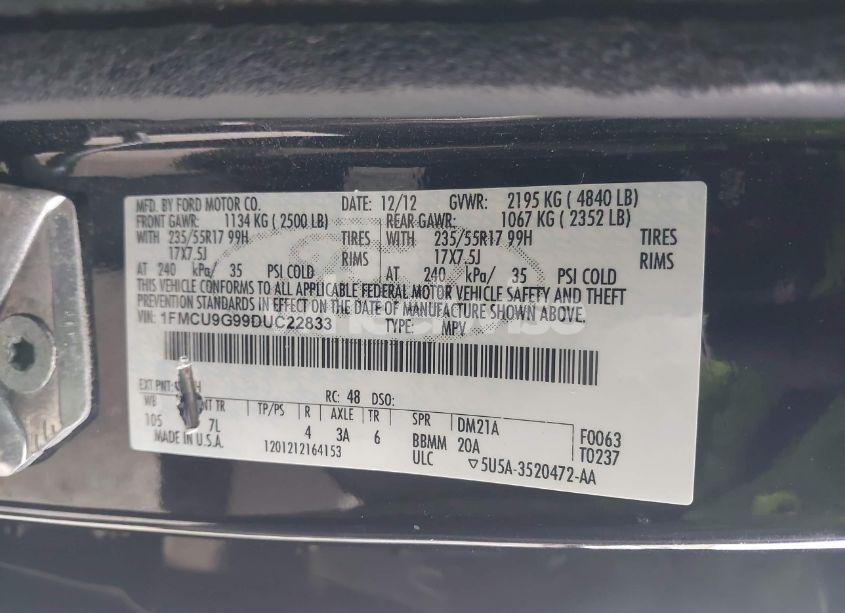 MFD. BY FORD MOTOR CO. DATE: 12/12 GVWR: 2195 KG ( 4840 LB)
FRONT GAWR: 1134 KG ( 2500 LB) REAR GAWR: 1067 KG ( 2352 LB)
WITH 235/55R17 99H TIRES WITH 235/55R17 99H TIRES
17X7.5J RIMS 17X7.5J RIMS
AT 240 kPa/ 35 PSI COLD AT 240 kPa/ 35 PSI COLD
THIS VEHICLE CONFORMS TO ALL APPLICABLE FEDERAL MOTOR VEHICLE SAFETY AND THEFT
PREVENTION STANDARDS IN EFFECT ON THE DATE OF MANUFACTURE SHOWN ABOVE.
VIN: 1FMCU9G99DUC22833 TYPE: MPV
EXT PNT: RC: 48 DSO:
WB TR TP/PS R AXLE TR SPR DM21A F0063
105 7L 4 3A 6 BBMM 20A T0237
MADE IN U.S.A. 1201212164153 ULC 5U5A-3520472-AA